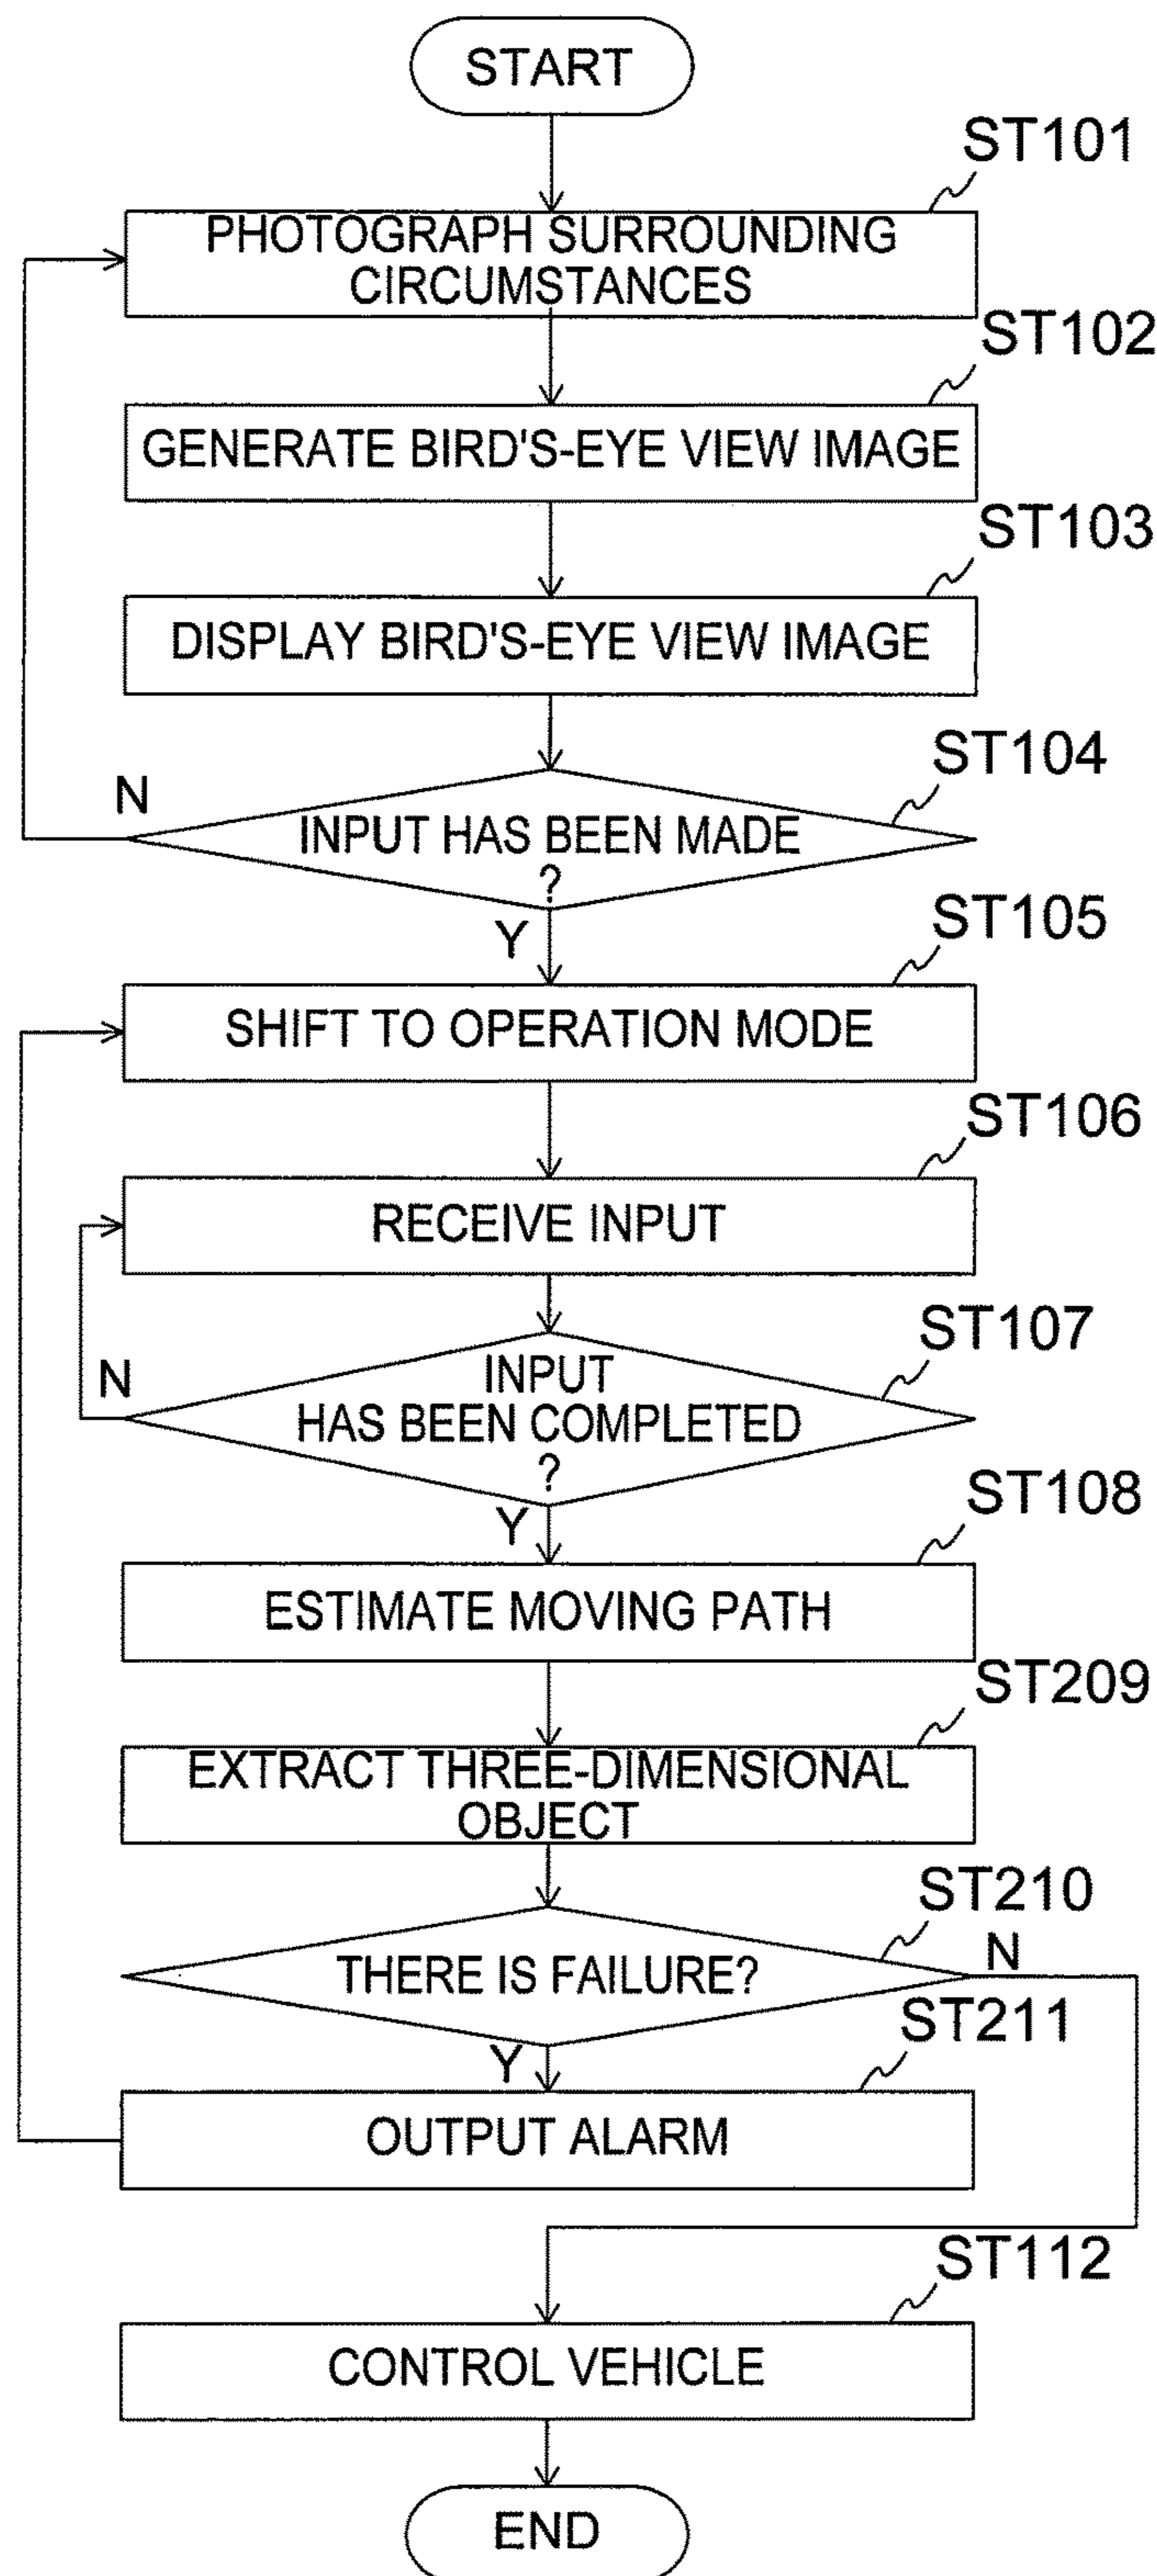 START
ST101
PHOTOGRAPH SURROUNDING
CIRCUMSTANCES
ST102
GENERATE BIRD'S-EYE VIEW IMAGE
ST103
DISPLAY BIRD'S-EYE VIEW IMAGE
ST104
N
INPUT HAS BEEN MADE
?
Y
ST105
SHIFT TO OPERATION MODE
ST106
RECEIVE INPUT
ST107
N
INPUT
HAS BEEN COMPLETED
?
Y
ST108
ESTIMATE MOVING PATH
ST209
EXTRACT THREE-DIMENSIONAL
OBJECT
ST210
N
THERE IS FAILURE?
ST211
Y
OUTPUT ALARM
ST112
CONTROL VEHICLE
END